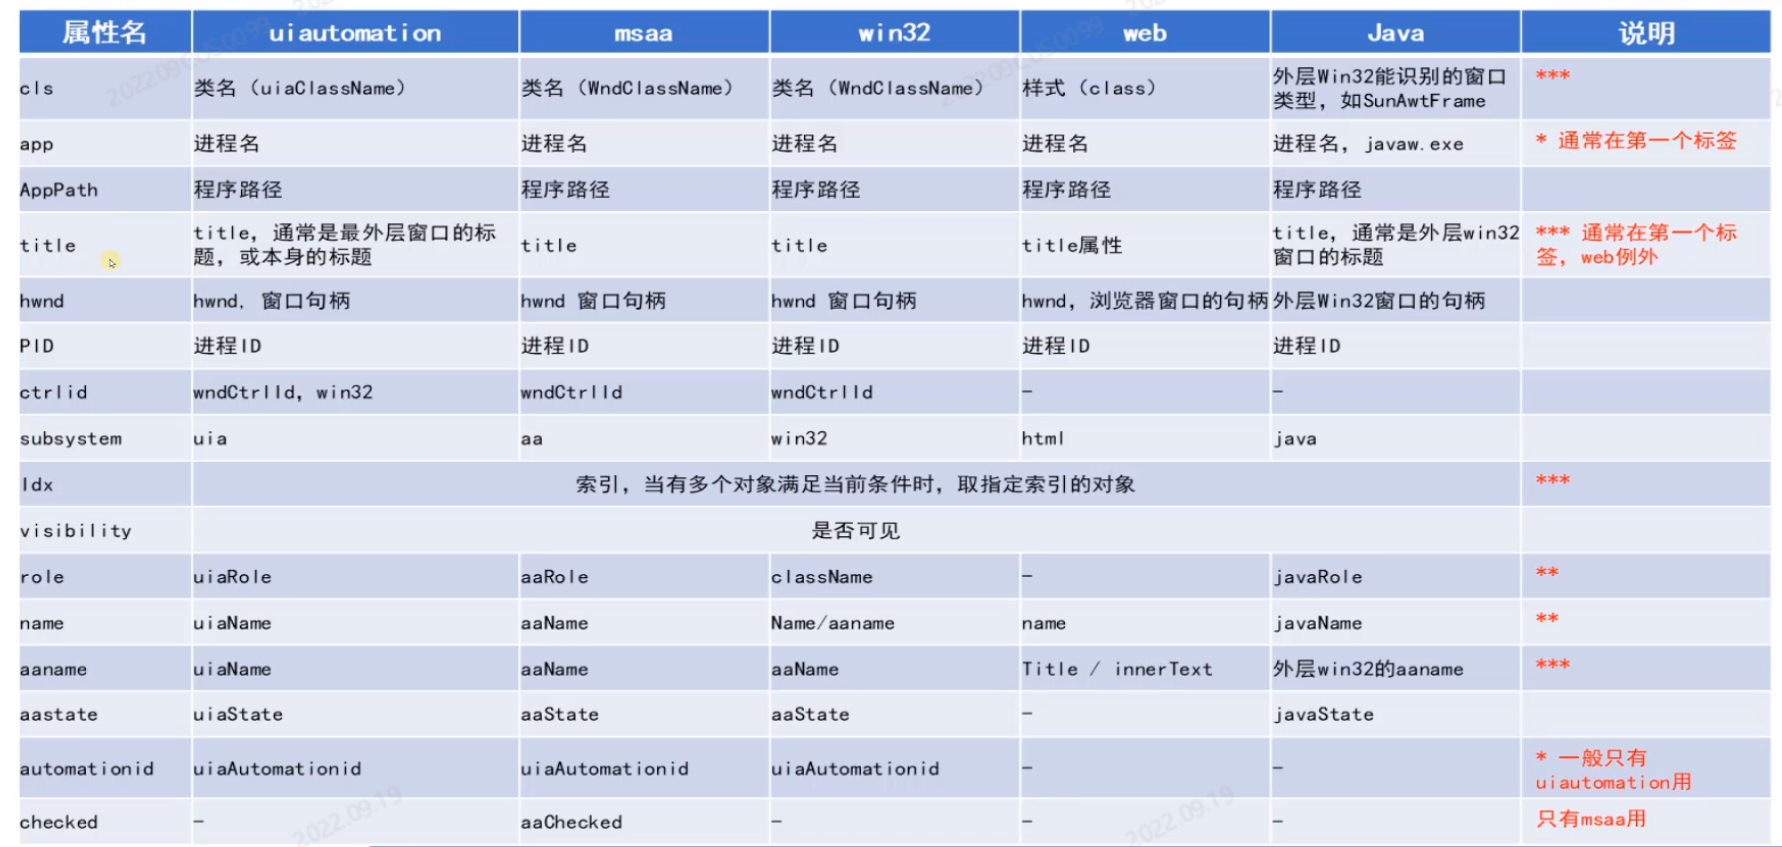 属性名 uiautomation msaa win32 web Java 说明
cls 类名（uiaClassName） 类名（WndClassName） 类名（WndClassName） 样式（class） 外层Win32能识别的窗口 ***
类型，如SunAwtFrame
app 进程名 进程名 进程名 进程名 进程名，javaw.exe * 通常在第一个标签
AppPath 程序路径 程序路径 程序路径 程序路径 程序路径
title title，通常是最外层窗口的标 title title title属性 title，通常是外层win32 *** 通常在第一个标
题，或本身的标题 窗口的标题 签，web例外
hwnd hwnd, 窗口句柄 hwnd 窗口句柄 hwnd 窗口句柄 hwnd，浏览器窗口的句柄 外层Win32窗口的句柄
PID 进程ID 进程ID 进程ID 进程ID 进程ID
ctrlid wndCtrlId，win32 wndCtrlId wndCtrlId - -
subsystem uia aa win32 html java
Idx 索引，当有多个对象满足当前条件时，取指定索引的对象 ***
visibility 是否可见
role uiaRole aaRole className - javaRole **
name uiaName aaName Name/aaname name javaName **
aaname uiaName aaName aaName Title / innerText 外层win32的aaname ***
aastate uiaState aaState aaState - javaState
automationid uiaAutomationid uiaAutomationid uiaAutomationid - - * 一般只有
uiautomation用
checked - aaChecked - - - 只有msaa用
2022.09.19
2022.09.19